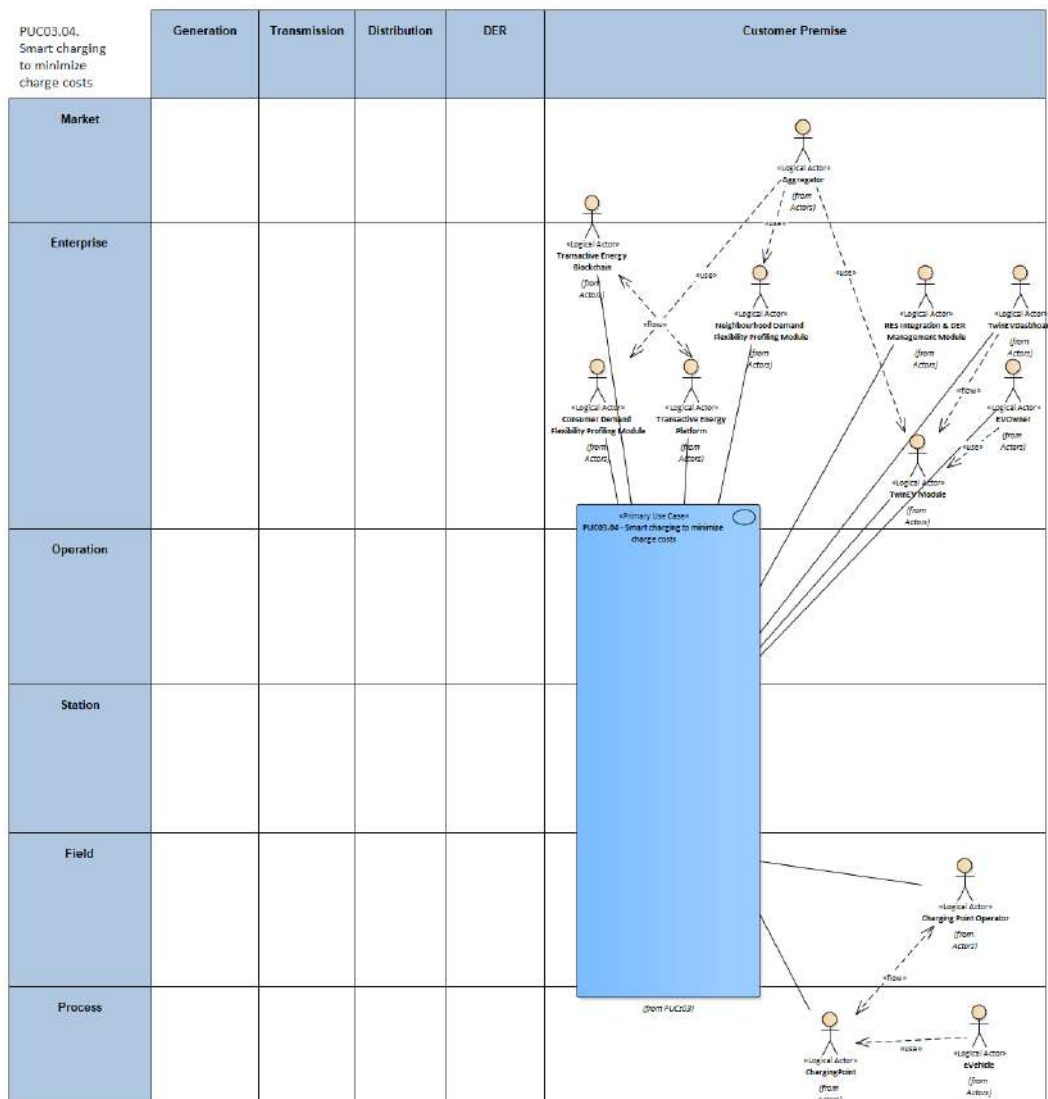 PUC03.04.
Smart charging
to minimize
charge costs
Generation
Transmission
Distribution
DER
Customer Premise
Market
«Logical Actor»
Aggregator
(from
Actors)
«use»
Enterprise
«Logical Actor»
Transactive Energy
Blockchain
(from
Actors)
«use»
«use»
«flow»
«Logical Actor»
Neighbourhood Demand
Flexibility Profiling Module
(from
Actors)
«Logical Actor»
RES Integration & DER
Management Module
(from
Actors)
«Logical Actor»
TwinEVDashboar
(from
Actors)
«flow»
«Logical Actor»
Consumer Demand
Flexibility Profiling Module
(from
Actors)
«Logical Actor»
Transactive Energy
Platform
(from
Actors)
«Logical Actor»
EVOwner
(from
Actors)
«use»
«Logical Actor»
TwinEV Module
(from
Actors)
«Primary Use Case»
PUC03.04 - Smart charging to minimize
charge costs
Operation
Station
Field
«Logical Actor»
Charging Point Operator
(from
Actors)
«flow»
Process
(from PUCs03)
«Logical Actor»
ChargingPoint
(from
«use»
«Logical Actor»
eVehicle
(from
Actors)